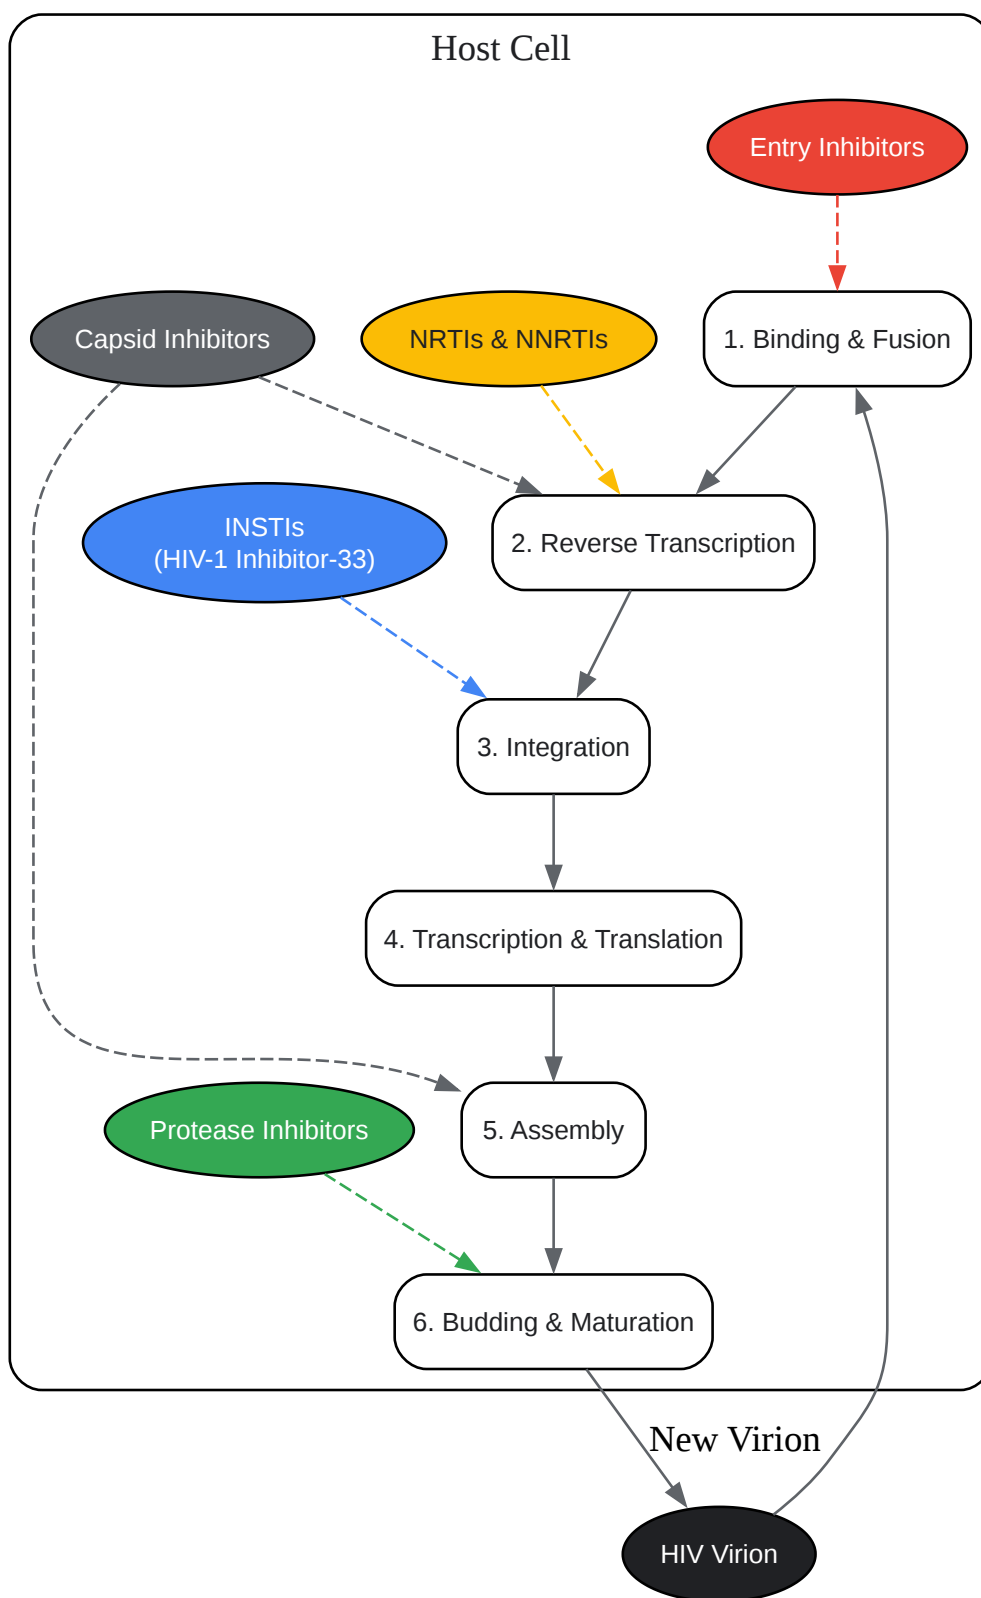 Host Cell
Entry Inhibitors
Capsid Inhibitors
NRTIs & NNRTIs
1. Binding & Fusion
INSTIs
(HIV-1 Inhibitor-33)
2. Reverse Transcription
3. Integration
4. Transcription & Translation
Protease Inhibitors
5. Assembly
6. Budding & Maturation
New Virion
HIV Virion